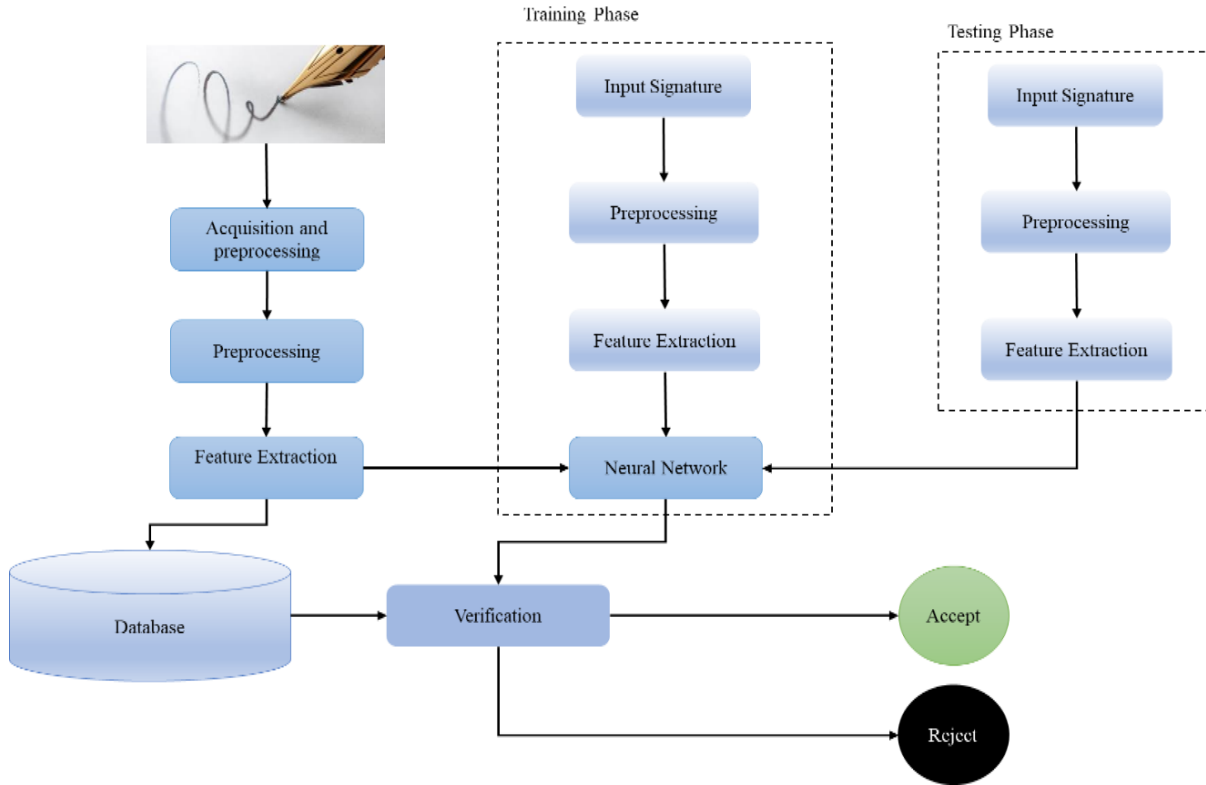 Training Phase
Testing Phase
Input Signature
Input Signature
Preprocessing
Preprocessing
Acquisition and
preprocessing
Feature Extraction
Feature Extraction
Preprocessing
Feature Extraction
Neural Network
Database
Verification
Accept
Reject